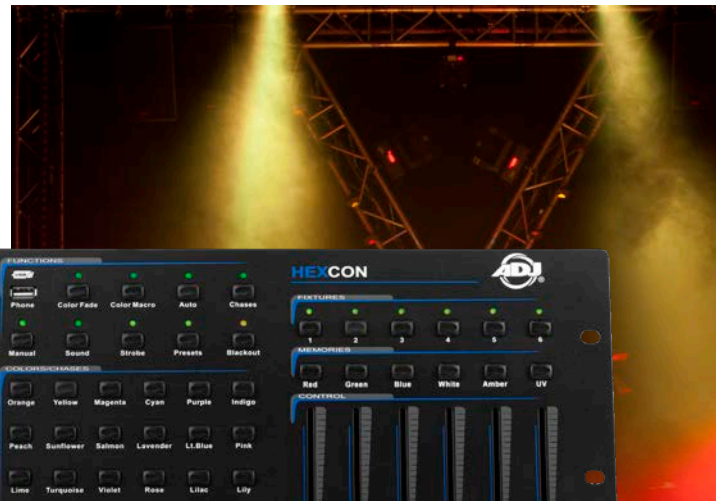 FUNCTIONS
Phone Color Fade Color Macro Auto Chases
Manual Sound Strobe Presets Blackout
COLORS/CHASES
Orange Yellow Magenta Cyan Purple Indigo
Peach Sunflower Salmon Lavender Lt.Blue Pink
Lime Turquoise Violet Rose Lilac Lily
HEXCON
ADJ
FIXTURES
1 2 3 4 5 6
MEMORIES
Red Green Blue White Amber UV
CONTROL